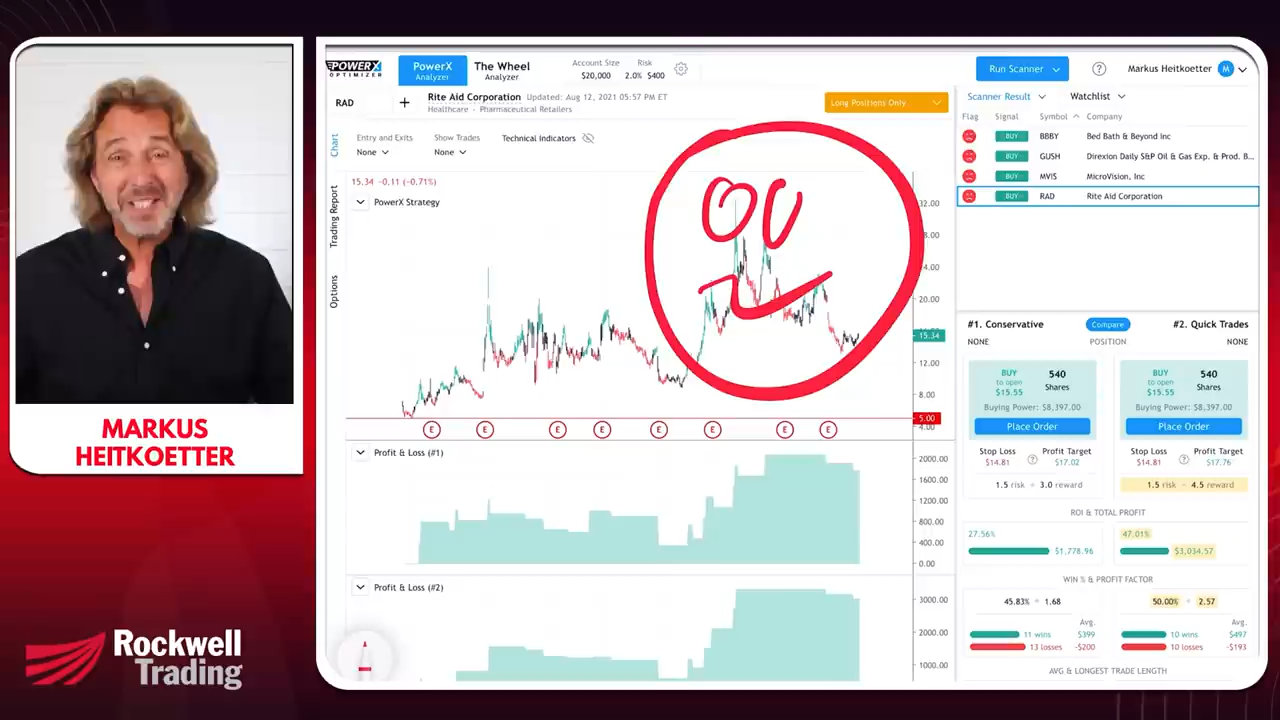 MARKUS
HEITKOETTER
Rockwell
Trading
POWERX
OPTIMIZER
PowerX
Analyzer
The Wheel
Analyzer
Account Size
$20,000
Risk
2.0% $400
Run Scanner
Markus Heitkoetter
M
RAD
Rite Aid Corporation Updated: Aug 12, 2021 05:57 PM ET
Healthcare - Pharmaceutical Retailers
Long Positions Only
Chart
Trading Report
Options
Entry and Exits
None
Show Trades
None
Technical Indicators
15.34 -0.11 (-0.71%)
PowerX Strategy
32.00
8.00
4.00
20.00
15.34
12.00
8.00
5.00
4.00
E E E E E E E E
Profit & Loss (#1)
2000.00
1600.00
1200.00
800.00
400.00
0.00
Profit & Loss (#2)
3000.00
2000.00
1000.00
Scanner Result
Watchlist
Flag Signal Symbol Company
BUY BBBY Bed Bath & Beyond Inc
BUY GUSH Direxion Daily S&P Oil & Gas Exp. & Prod. B...
BUY MVIS MicroVision, Inc
BUY RAD Rite Aid Corporation
#1. Conservative Compare #2. Quick Trades
NONE POSITION NONE
BUY
to open
$15.55
540
Shares
Buying Power: $8,397.00
Place Order
Stop Loss
$14.81
Profit Target
$17.02
1.5 risk - 3.0 reward
BUY
to open
$15.55
540
Shares
Buying Power: $8,397.00
Place Order
Stop Loss
$14.81
Profit Target
$17.76
1.5 risk - 4.5 reward
ROI & TOTAL PROFIT
27.56%
$1,778.96
47.01%
$3,034.57
WIN % & PROFIT FACTOR
45.83% - 1.68
50.00% - 2.57
Avg.
11 wins $399
13 losses -$200
Avg.
10 wins $497
10 losses -$193
AVG & LONGEST TRADE LENGTH